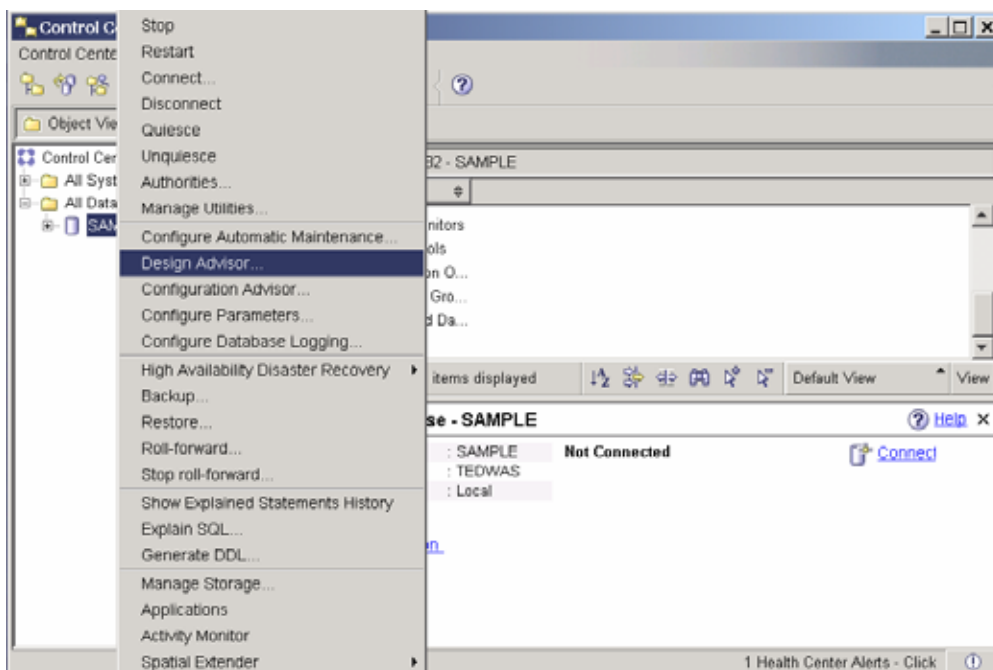 Control C
Control Cente
Object Vie
Control Cer
All Syst
All Data
SAM
Stop
Restart
Connect...
Disconnect
Quiesce
Unquiesce
Authorities...
Manage Utilities...
Configure Automatic Maintenance...
Design Advisor...
Configuration Advisor...
Configure Parameters...
Configure Database Logging...
High Availability Disaster Recovery
Backup...
Restore...
Roll-forward...
Stop roll-forward...
Show Explained Statements History
Explain SQL...
Generate DDL...
Manage Storage...
Applications
Activity Monitor
Spatial Extender
B2 - SAMPLE
nitors
ols
on O...
Gro...
d Da...
items displayed
Default View
View
se - SAMPLE
Help
: SAMPLE
Not Connected
Connect
: TEDWAS
: Local
on
1 Health Center Alerts - Click